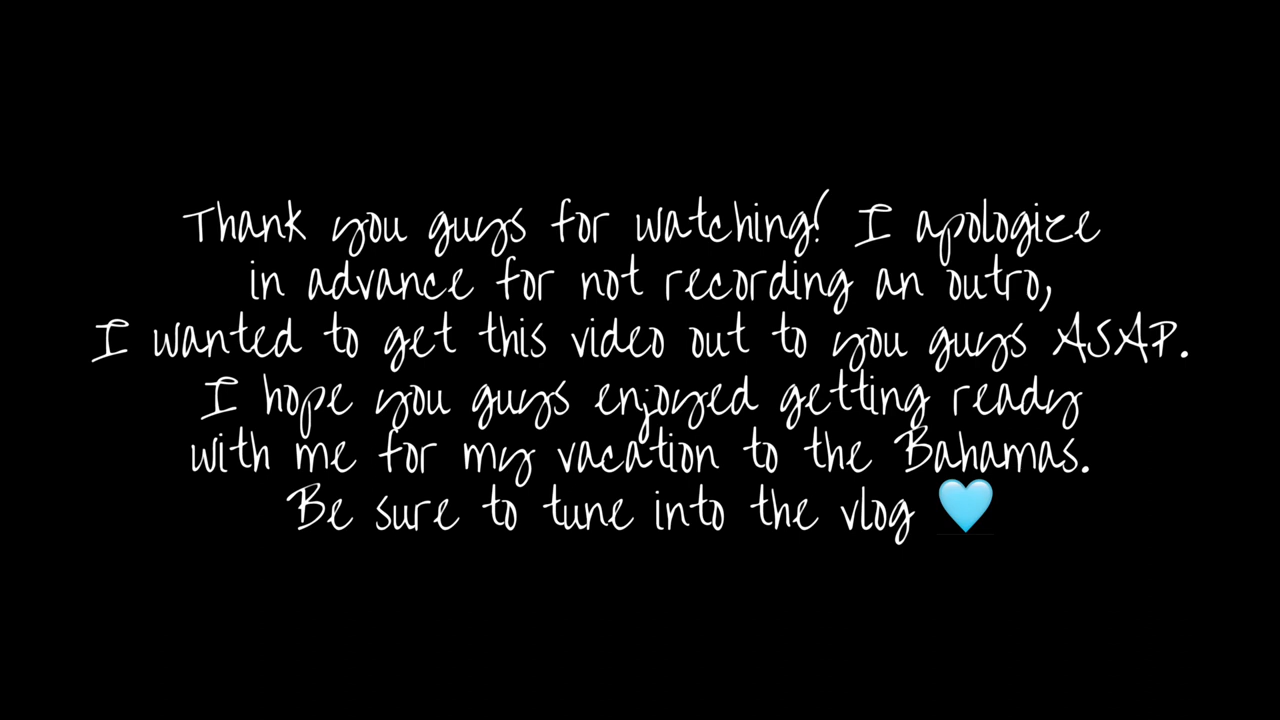 Thank you guys for watching! I apologize
in advance for not recording an outro,
I wanted to get this video out to you guys ASAP.
I hope you guys enjoyed getting ready
with me for my vacation to the Bahamas.
Be sure to tune into the vlog 🩵